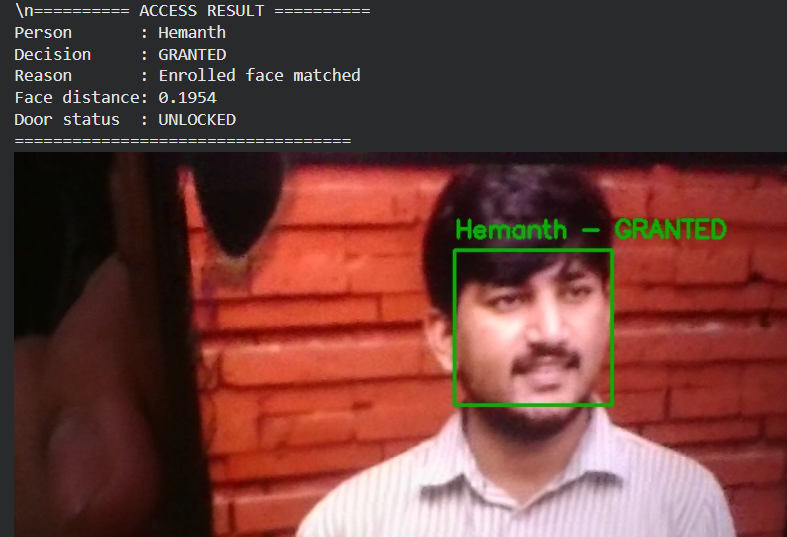 \n========== ACCESS RESULT ==========
Person       : Hemanth
Decision     : GRANTED
Reason       : Enrolled face matched
Face distance: 0.1954
Door status  : UNLOCKED
===================================
Hemanth - GRANTED